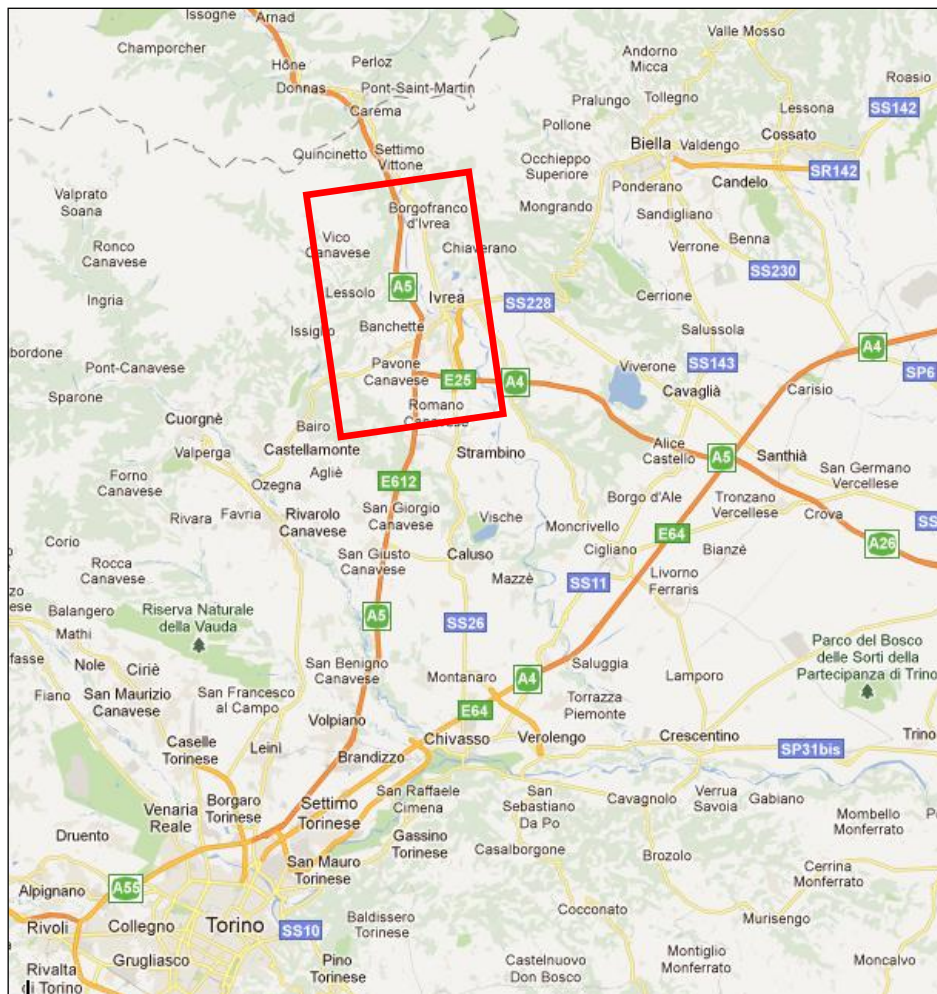 Issogne
Arnad
Champorcher
Hône
Perloz
Donnas
Pont-Saint-Martin
Carema
Quincinetto
Settimo
Vittone
Valle Mosso
Andorno
Micca
Roasio
Pralungo
Tollegno
Lessona
SS142
Pollone
Cossato
Biella
Valdengo
Occhieppo
Superiore
SR142
Ponderano
Candelo
Mongrando
Sandigliano
Benna
Verrone
SS230
Valprato
Soana
Borgofranco
d'Ivrea
Vico
Canavese
Chiaverano
Ronco
Canavese
Ingria
Lessolo
A5
Ivrea
SS228
Cerrione
Issiglio
Banchette
Salussola
A4
SP6
bordone
Pont-Canavese
Pavone
Canavese
E25
A4
Viverone
SS143
Cavaglià
Carisio
Sparone
Romano
Canavese
Cuorgnè
Bairo
Castellamonte
Valperga
Strambino
Alice
Castello
A5
Santhià
Agliè
E612
San Germano
Vercellese
Forno
Canavese
Ozegna
Borgo d'Ale
Tronzano
Vercellese
Rivara
Favria
Rivarolo
Canavese
San Giorgio
Canavese
Vische
Moncrivello
E64
Crova
SS
Corio
San Giusto
Canavese
Caluso
Cigliano
Bianzè
A26
Rocca
Canavese
Mazzè
SS11
Livorno
Ferraris
zo
ese
Balangero
Riserva Naturale
della Vauda
A5
SS26
Mathi
Parco del Bosco
delle Sorti della
Partecipanza di Trino
fasse
Nole
Ciriè
San Benigno
Canavese
Montanaro
A4
Saluggia
Lamporo
Fiano
San Maurizio
Canavese
San Francesco
al Campo
E64
Torrazza
Piemonte
Volpiano
Caselle
Torinese
Leini
Brandizzo
Chivasso
Verolengo
Crescentino
SP31bis
Trino
San Raffaele
Cimena
San
Sebastiano
Da Po
Cavagnolo
Verrua
Savoia
Gabiano
Venaria
Reale
Borgaro
Torinese
Settimo
Torinese
Mombello
Monferrato
Druento
Gassino
Torinese
Casalborgone
Brozolo
San Mauro
Torinese
Cerrina
Monferrato
Alpignano
A55
Cocconato
Rivoli
Collegno
Torino
SS10
Baldissero
Torinese
Murisengo
Grugliasco
Pino
Torinese
Castelnuovo
Don Bosco
Montiglio
Monferrato
Moncalvo
Rivalta
di Torino